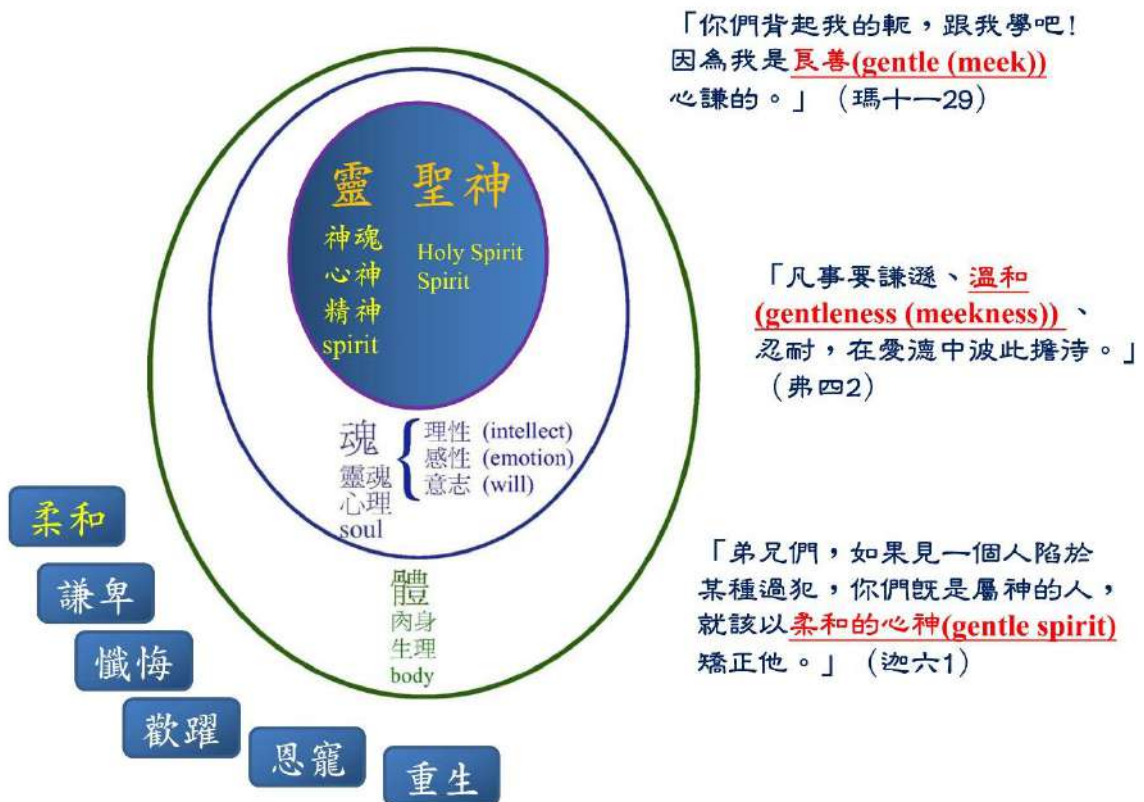 「你們背起我的軛，跟我學吧!
因為我是良善(gentle (meek))
心謙的。」（瑪十一29）
靈 聖神
神魂
心神
精神
spirit
Holy Spirit
Spirit
「凡事要謙遜、溫和
(gentleness (meekness))、
忍耐，在愛德中彼此擔待。」
（弗四2）
魂
靈魂
心理
soul
{
理性 (intellect)
感性 (emotion)
意志 (will)
體
肉身
生理
body
「弟兄們，如果見一個人陷於
某種過犯，你們既是屬神的人，
就該以柔和的心神(gentle spirit)
矯正他。」（迦六1）
柔和
謙卑
懺悔
歡躍
恩寵
重生